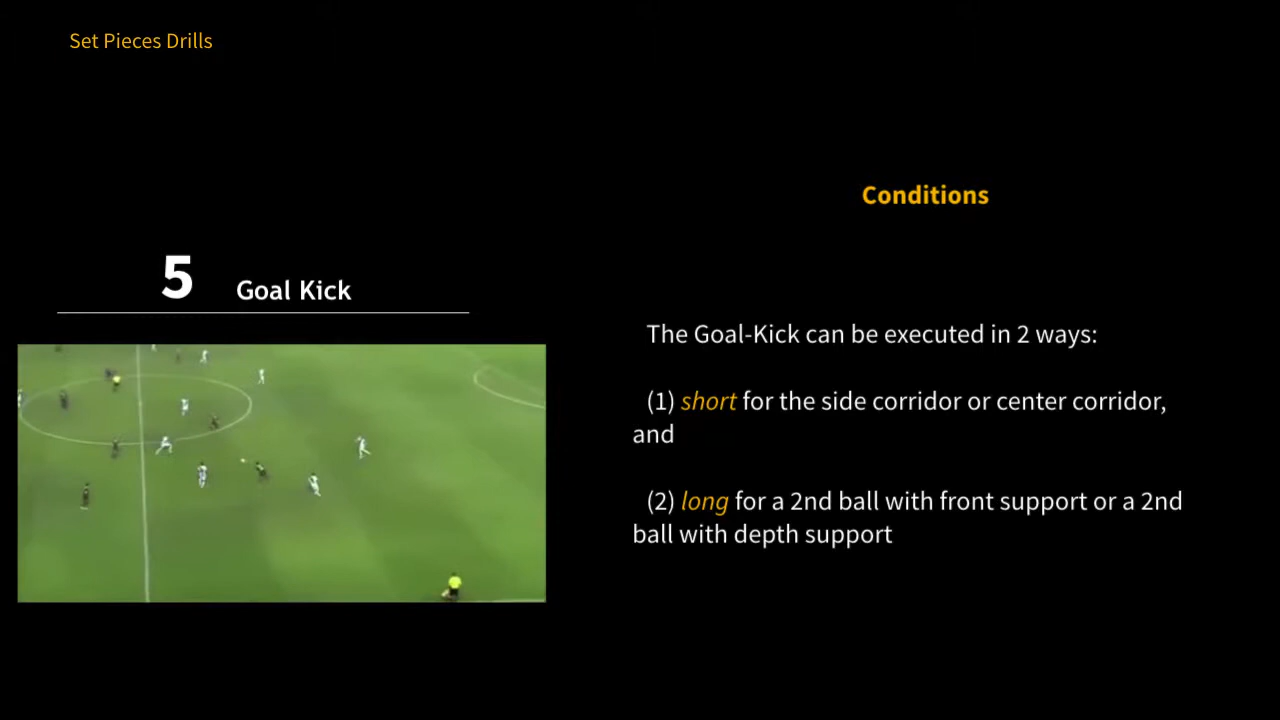 Set Pieces Drills
Conditions
5 Goal Kick
The Goal-Kick can be executed in 2 ways:
(1) short for the side corridor or center corridor,
and
(2) long for a 2nd ball with front support or a 2nd
ball with depth support